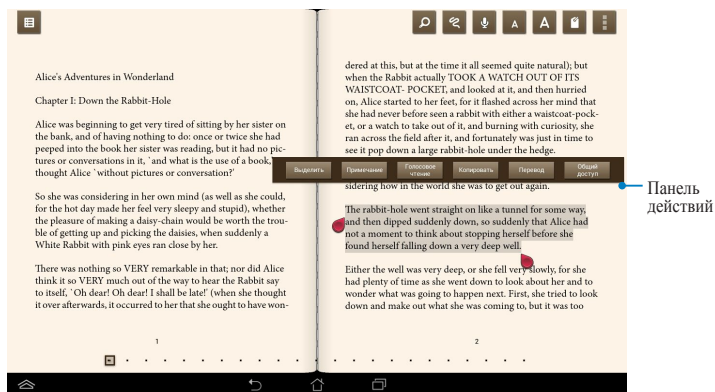 A A
Alice's Adventures in Wonderland
Chapter I: Down the Rabbit-Hole
Alice was beginning to get very tired of sitting by her sister on
the bank, and of having nothing to do: once or twice she had
peeped into the book her sister was reading, but it had no pic-
tures or conversations in it, `and what is the use of a book,'
thought Alice `without pictures or conversation?'
So she was considering in her own mind (as well as she could,
for the hot day made her feel very sleepy and stupid), whether
the pleasure of making a daisy-chain would be worth the trou-
ble of getting up and picking the daisies, when suddenly a
White Rabbit with pink eyes ran close by her.
There was nothing so VERY remarkable in that; nor did Alice
think it so VERY much out of the way to hear the Rabbit say
to itself, `Oh dear! Oh dear! I shall be late!' (when she thought
it over afterwards, it occurred to her that she ought to have won-
1
dered at this, but at the time it all seemed quite natural); but
when the Rabbit actually TOOK A WATCH OUT OF ITS
WAISTCOAT- POCKET, and looked at it, and then hurried
on, Alice started to her feet, for it flashed across her mind that
she had never before seen a rabbit with either a waistcoat-pock-
et, or a watch to take out of it, and burning with curiosity, she
ran across the field after it, and fortunately was just in time to
see it pop down a large rabbit-hole under the hedge.
Выделить Примечание Голосовое чтение Копировать Перевод Общий доступ
sidering how in the world she was to get out again.
The rabbit-hole went straight on like a tunnel for some way,
and then dipped suddenly down, so suddenly that Alice had
not a moment to think about stopping herself before she
found herself falling down a very deep well.
Either the well was very deep, or she fell very slowly, for she
had plenty of time as she went down to look about her and to
wonder what was going to happen next. First, she tried to look
down and make out what she was coming to, but it was too
2
Панель
действий